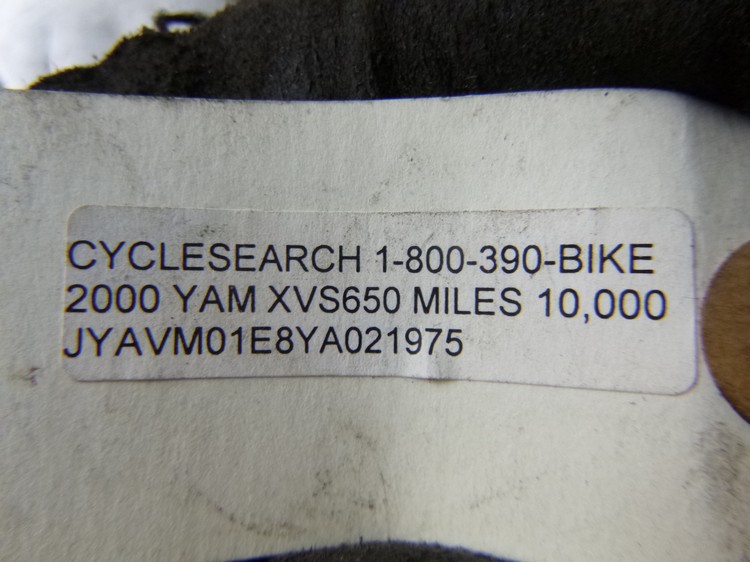 CYCLESEARCH 1-800-390-BIKE
2000 YAM XVS650 MILES 10,000
JYAVM01E8YA021975